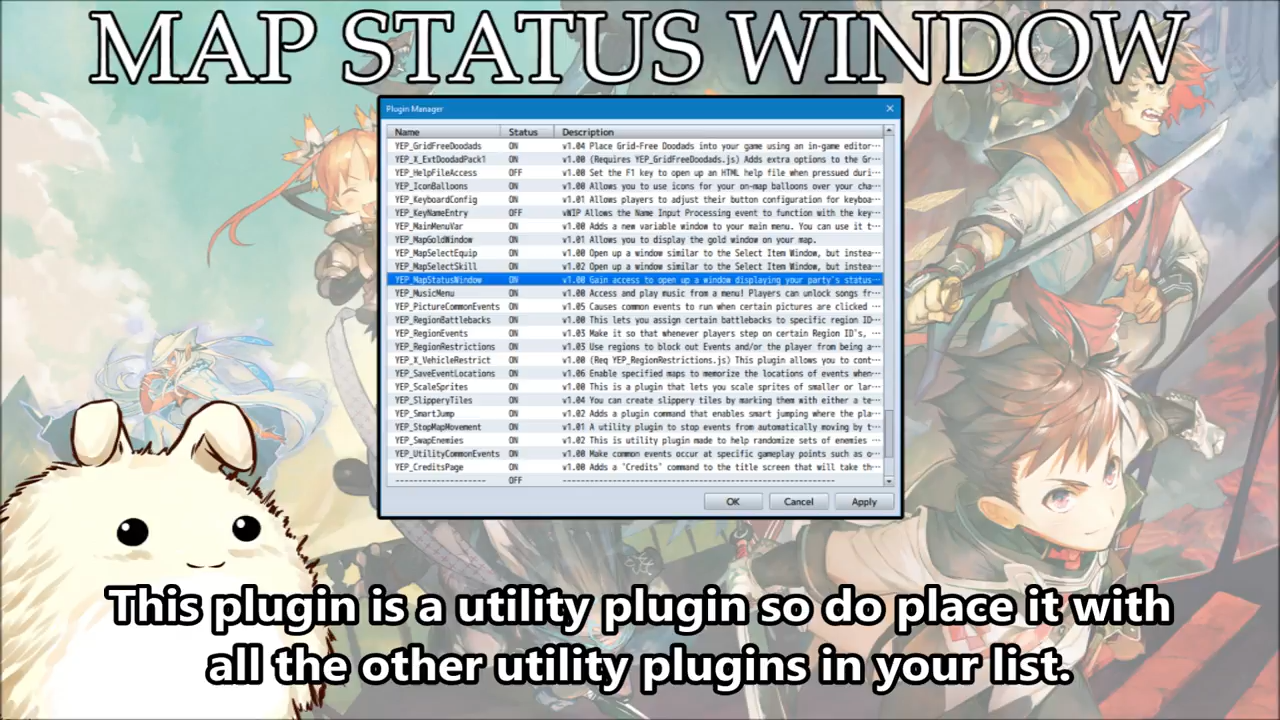 MAP STATUS WINDOW
Plugin Manager
Name Status Description
YEP_GridFreeDoodads ON v1.04 Place Grid-Free Doodads into your game using an in-game editor···
YEP_X_ExtDoodadPack1 ON v1.00 (Requires YEP_GridFreeDoodads.js) Adds extra options to the Gr···
YEP_HelpFileAccess OFF v1.00 Set the F1 key to open up an HTML help file when pressued duri···
YEP_IconBalloons ON v1.00 Allows you to use icons for your on-map balloons over your cha···
YEP_KeyboardConfig ON v1.01 Allows players to adjust their button configuration for keyboa···
YEP_KeyNameEntry OFF vWIP Allows the Name Input Processing event to function with the key···
YEP_MainMenuVar ON v1.00 Adds a new variable window to your main menu. You can use it t···
YEP_MapGoldWindow ON v1.01 Allows you to display the gold window on your map.
YEP_MapSelectEquip ON v1.00 Open up a window similar to the Select Item Window, but instea···
YEP_MapSelectSkill ON v1.02 Open up a window similar to the Select Item Window, but instea···
YEP_MapStatusWindow ON v1.00 Gain access to open up a window displaying your party's status···
YEP_MusicMenu ON v1.00 Access and play music from a menu! Players can unlock songs fr···
YEP_PictureCommonEvents ON v1.05 Causes common events to run when certain pictures are clicked ···
YEP_RegionBattlebacks ON v1.00 This lets you assign certain battlebacks to specific region ID···
YEP_RegionEvents ON v1.03 Make it so that whenever players step on certain Region ID's, ···
YEP_RegionRestrictions ON v1.03 Use regions to block out Events and/or the player from being a···
YEP_X_VehicleRestrict ON v1.00 (Req YEP_RegionRestrictions.js) This plugin allows you to cont···
YEP_SaveEventLocations ON v1.06 Enable specified maps to memorize the locations of events when···
YEP_ScaleSprites ON v1.00 This is a plugin that lets you scale sprites of smaller or lar···
YEP_SlipperyTiles ON v1.04 You can create slippery tiles by marking them with either a te···
YEP_SmartJump ON v1.02 Adds a plugin command that enables smart jumping where the pla···
YEP_StopMapMovement ON v1.01 A utility plugin to stop events from automatically moving by t···
YEP_SwapEnemies ON v1.02 This is utility plugin made to help randomize sets of enemies ···
YEP_UtilityCommonEvents ON v1.00 Make common events occur at specific gameplay points such as o···
YEP_CreditsPage ON v1.00 Adds a 'Credits' command to the title screen that will take th···
-------------------- OFF ------------------------------------------------------------
OK Cancel Apply
This plugin is a utility plugin so do place it with
all the other utility plugins in your list.